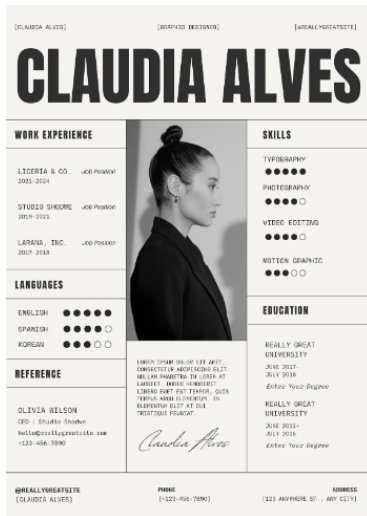 [CLAUDIA ALVES]
[GRAPHIC DESIGNER]
[@REALLYGREATSITE]
CLAUDIA ALVES
WORK EXPERIENCE
LICERIA & CO. Job Position
2021-2024
STUDIO SHODWE Job Position
2019-2021
LARANA, INC. Job Position
2017-2018
LANGUAGES
ENGLISH
SPANISH
KOREAN
REFERENCE
OLIVIA WILSON
CEO | Studio Shodwe
hello@reallygreatsite.com
+123-456-7890
LOREM IPSUM DOLOR SIT AMET,
CONSECTETUR ADIPISCING ELIT.
NULLAM PHARETRA IN LOREM AT
LAOREET. DONEC HENDRERIT
LIBERO EGET EST TEMPOR, QUIS
TEMPUS ARCU ELEMENTUM. IN
ELEMENTUM ELIT AT DUI
TRISTIQUE FEUGIAT
Claudia Alves
SKILLS
TYPOGRAPHY
PHOTOGRAPHY
VIDEO EDITING
MOTION GRAPHIC
EDUCATION
REALLY GREAT
UNIVERSITY
JUNE 2017-
JULY 2018
Enter Your Degree
REALLY GREAT
UNIVERSITY
JUNE 2012-
JULY 2016
Enter Your Degree
@REALLYGREATSITE
[CLAUDIA ALVES]
PHONE
[+123-456-7890]
ADDRESS
[123 ANYWHERE ST., ANY CITY]